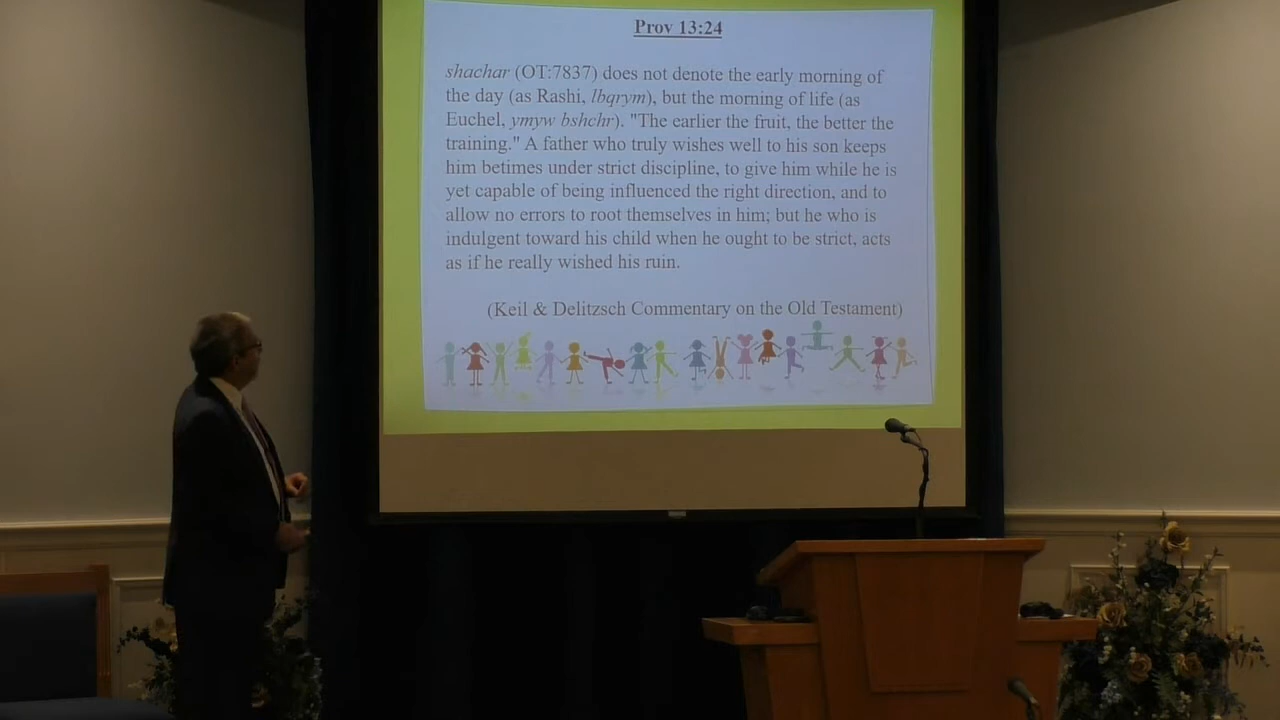 Prov 13:24
shachar (OT:7837) does not denote the early morning of
the day (as Rashi, lbqrym), but the morning of life (as
Euchel, ymyw bshchr). "The earlier the fruit, the better the
training." A father who truly wishes well to his son keeps
him betimes under strict discipline, to give him while he is
yet capable of being influenced the right direction, and to
allow no errors to root themselves in him; but he who is
indulgent toward his child when he ought to be strict, acts
as if he really wished his ruin.
(Keil & Delitzsch Commentary on the Old Testament)